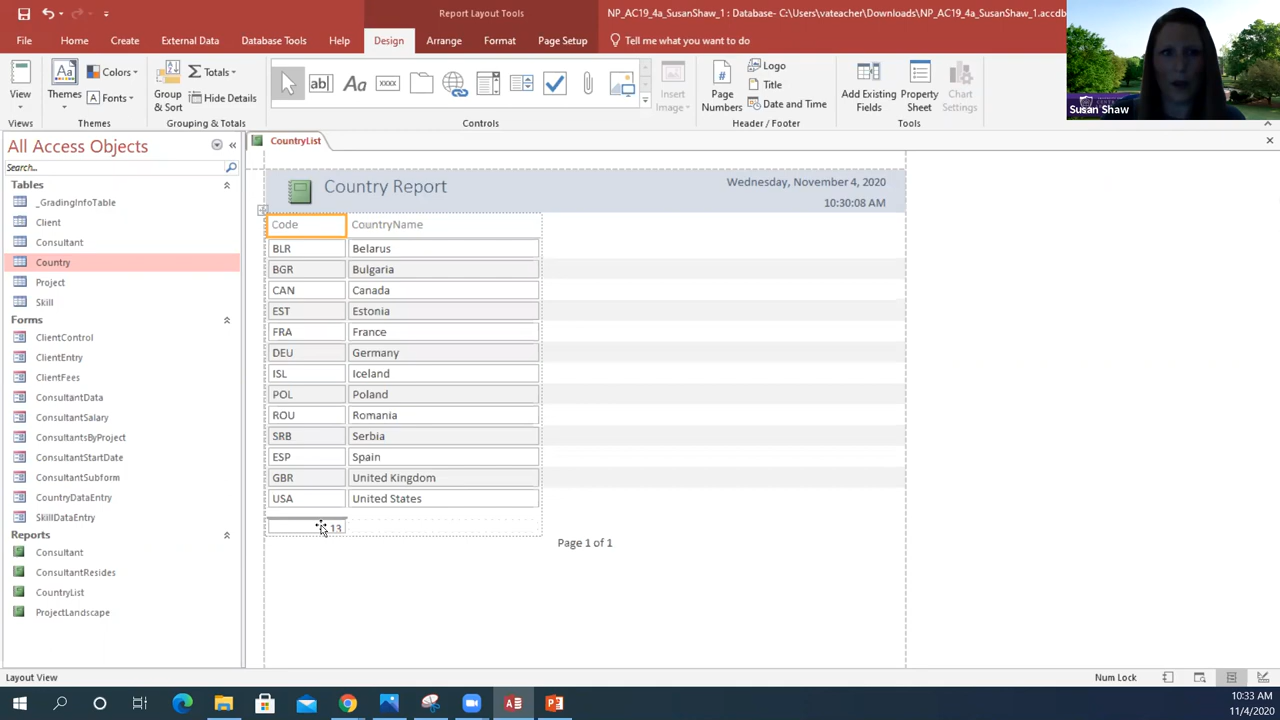 Report Layout Tools
NP_AC19_4a_SusanShaw_1 : Database- C:\Users\vateacher\Downloads\NP_AC19_4a_SusanShaw_1.accdb
File Home Create External Data Database Tools Help Design Arrange Format Page Setup Tell me what you want to do
View
Views
Themes
Colors
Fonts
Themes
Group & Sort
Totals
Hide Details
Grouping & Totals
ab|
Aa
xxxx
Controls
Insert Image
Page Numbers
Logo
Title
Date and Time
Header / Footer
Add Existing Fields
Property Sheet
Chart Settings
Tools
Susan Shaw
All Access Objects
Search...
Tables
_GradingInfoTable
Client
Consultant
Country
Project
Skill
Forms
ClientControl
ClientEntry
ClientFees
ConsultantData
ConsultantSalary
ConsultantsByProject
ConsultantStartDate
ConsultantSubform
CountryDataEntry
SkillDataEntry
Reports
Consultant
ConsultantResides
CountryList
ProjectLandscape
CountryList
Country Report
Wednesday, November 4, 2020
10:30:08 AM
Code CountryName
BLR Belarus
BGR Bulgaria
CAN Canada
EST Estonia
FRA France
DEU Germany
ISL Iceland
POL Poland
ROU Romania
SRB Serbia
ESP Spain
GBR United Kingdom
USA United States
13
Page 1 of 1
Layout View
Num Lock
10:33 AM
11/4/2020